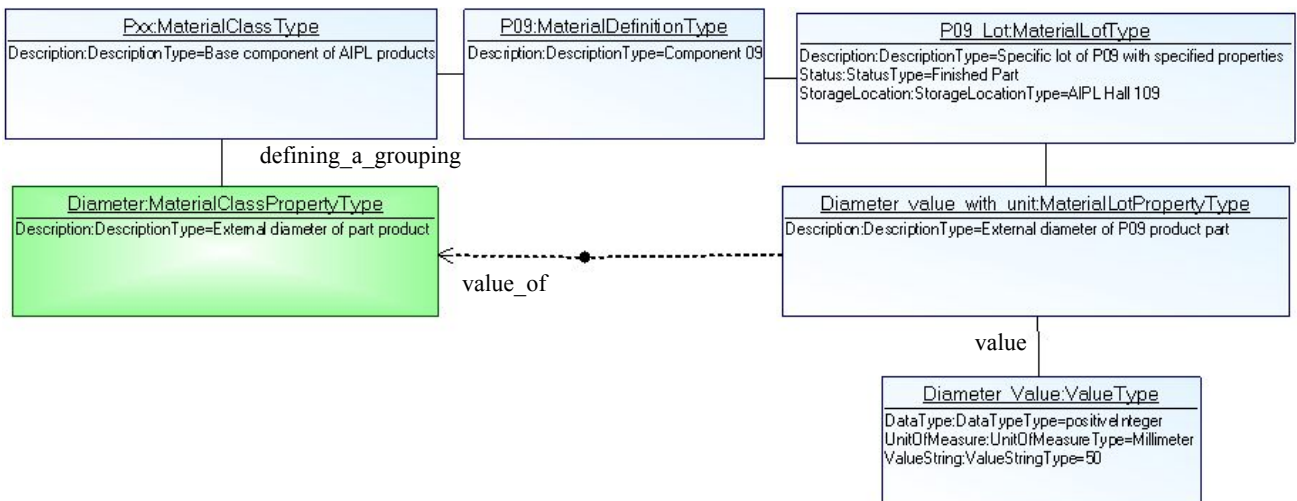 Pxx:MaterialClassType
Description:DescriptionType=Base component of AIPL products
P09:MaterialDefinitionType
Description:DescriptionType=Component 09
P09_Lot:MaterialLotType
Description:DescriptionType=Specific lot of P09 with specified properties
Status:StatusType=Finished Part
StorageLocation:StorageLocationType=AIPL Hall 109
defining_a_grouping
Diameter:MaterialClassPropertyType
Description:DescriptionType=External diameter of part product
value_of
Diameter_value_with_unit:MaterialLotPropertyType
Description:DescriptionType=External diameter of P09 product part
value
Diameter_Value:ValueType
DataType:DataTypeType=positiveInteger
UnitOfMeasure:UnitOfMeasureType=Millimeter
ValueString:ValueStringType=50